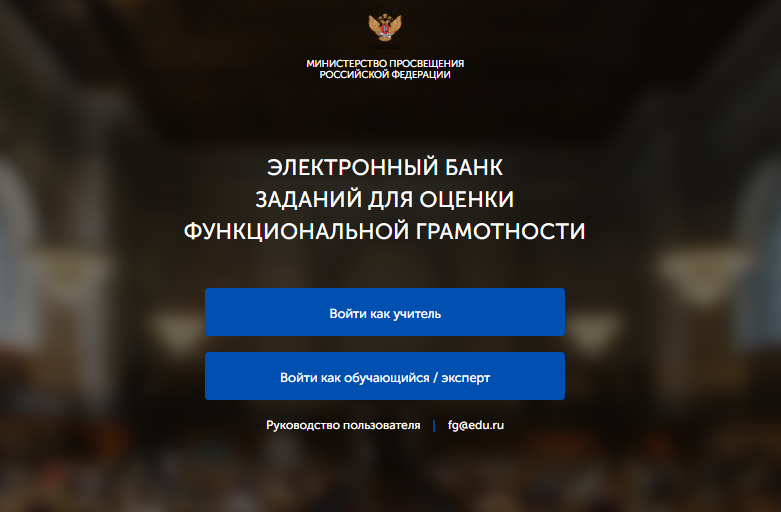 МИНИСТЕРСТВО ПРОСВЕЩЕНИЯ
РОССИЙСКОЙ ФЕДЕРАЦИИ
ЭЛЕКТРОННЫЙ БАНК
ЗАДАНИЙ ДЛЯ ОЦЕНКИ
ФУНКЦИОНАЛЬНОЙ ГРАМОТНОСТИ
Войти как учитель
Войти как обучающийся / эксперт
Руководство пользователя | fg@edu.ru